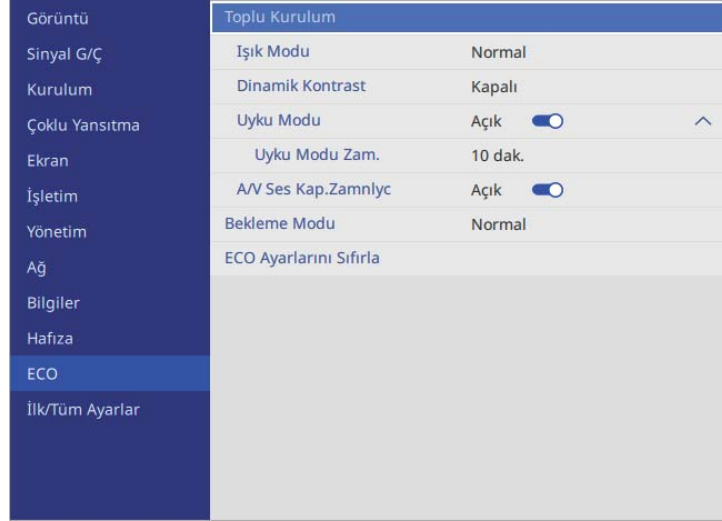 Görüntü
Sinyal G/Ç
Kurulum
Çoklu Yansıtma
Ekran
İşletim
Yönetim
Ağ
Bilgiler
Hafıza
ECO
İlk/Tüm Ayarlar
Toplu Kurulum
Işık Modu Normal
Dinamik Kontrast Kapalı
Uyku Modu Açık
Uyku Modu Zam. 10 dak.
A/V Ses Kap.Zamnlyc Açık
Bekleme Modu Normal
ECO Ayarlarını Sıfırla